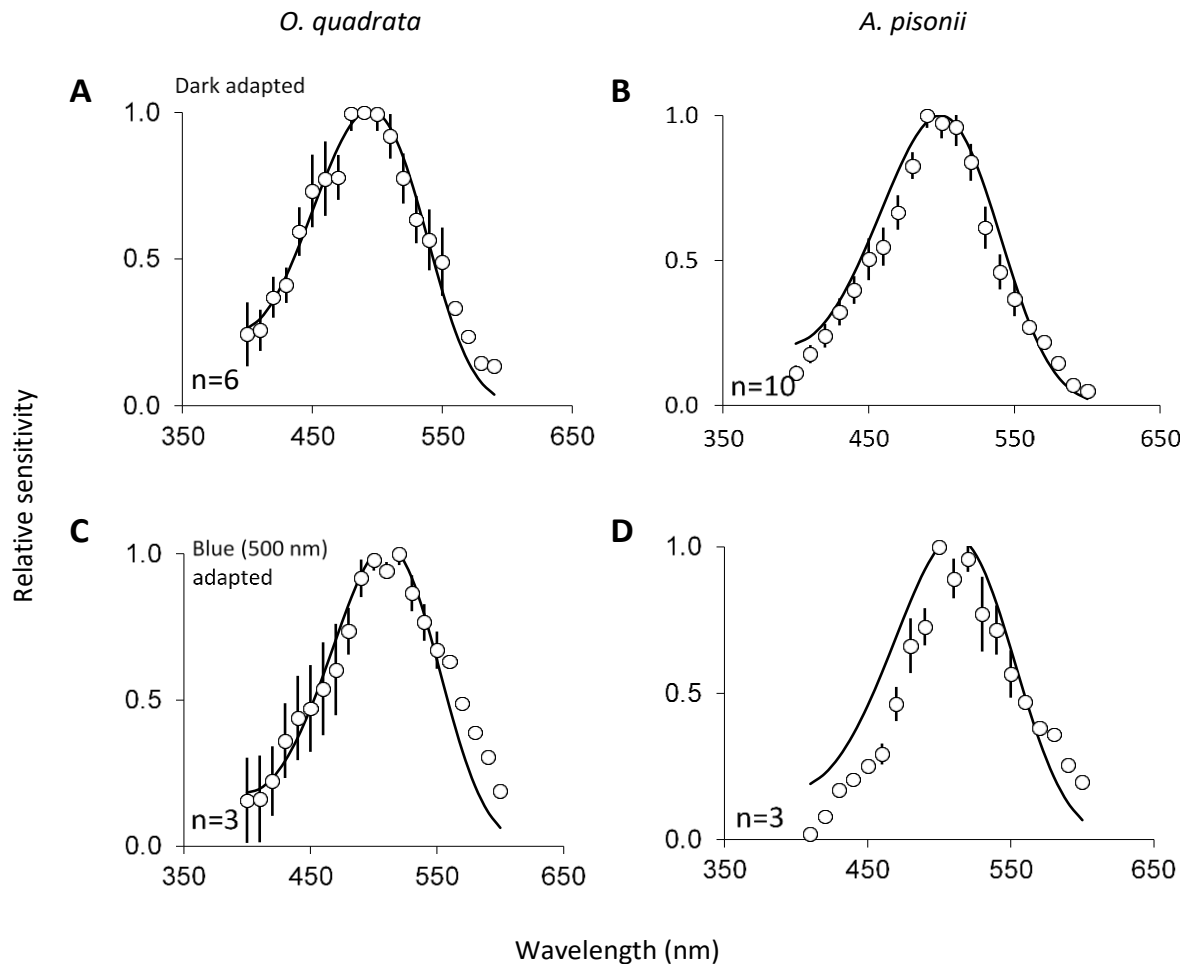 O. quadrata
A. pisonii
A
Dark adapted
B
1.0
0.5
0.0
n=6
350
450
550
650
1.0
0.5
0.0
n=10
350
450
550
650
Relative sensitivity
C
Blue (500 nm)
adapted
D
1.0
0.5
0.0
n=3
350
450
550
650
1.0
0.5
0.0
n=3
350
450
550
650
Wavelength (nm)